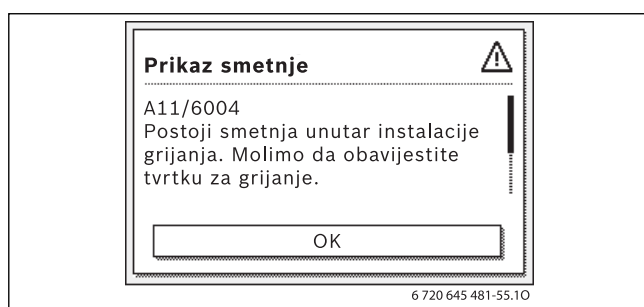 Prikaz smetnje
A11/6004
Postoji smetnja unutar instalacije
grijanja. Molimo da obavijestite
tvrtku za grijanje.
OK
6 720 645 481-55.1O